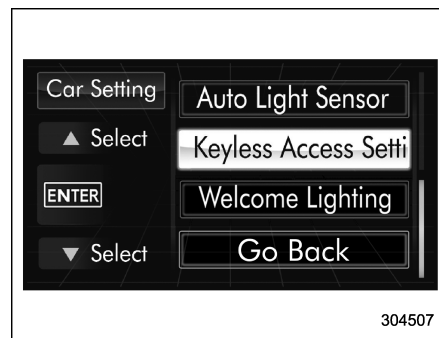 Car Setting
Auto Light Sensor
▲ Select
Keyless Access Setti
ENTER
Welcome Lighting
▼ Select
Go Back
304507